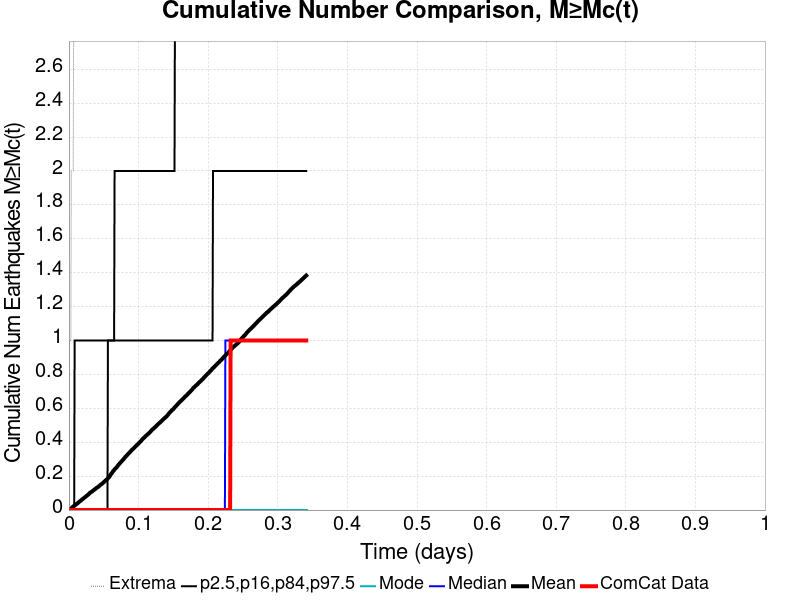 Cumulative Number Comparison, M≥Mc(t)
Cumulative Num Earthquakes M≥Mc(t)
2.6
2.4
2.2
2
1.8
1.6
1.4
1.2
1
0.8
0.6
0.4
0.2
0
0 0.1 0.2 0.3 0.4 0.5 0.6 0.7 0.8 0.9 1
Time (days)
Extrema p2.5,p16,p84,p97.5 Mode Median Mean ComCat Data